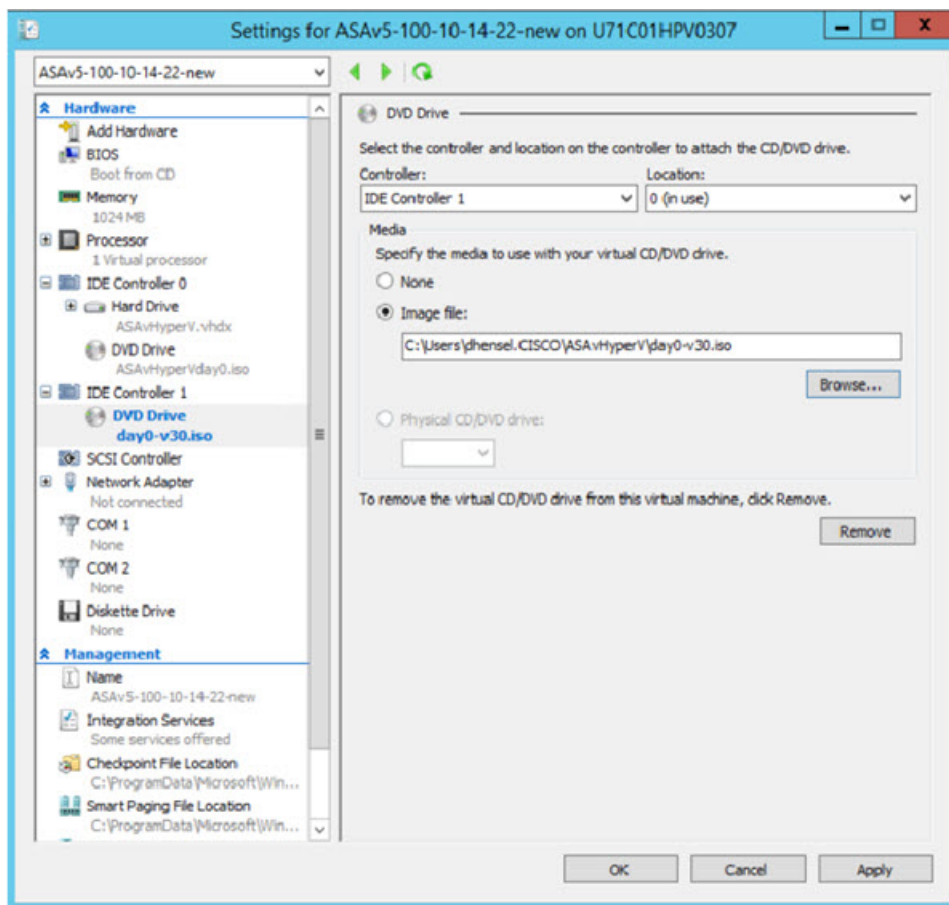 Settings for ASAv5-100-10-14-22-new on U71C01HPV0307
ASAv5-100-10-14-22-new
Hardware
Add Hardware
BIOS
Boot from CD
Memory
1024 MB
Processor
1 Virtual processor
IDE Controller 0
Hard Drive
ASAvHyperV.vhdx
DVD Drive
ASAvHyperVday0.iso
IDE Controller 1
DVD Drive
day0-v30.iso
SCSI Controller
Network Adapter
Not connected
COM 1
None
COM 2
None
Diskette Drive
None
Management
Name
ASAv5-100-10-14-22-new
Integration Services
Some services offered
Checkpoint File Location
C:\ProgramData\Microsoft\Win...
Smart Paging File Location
C:\ProgramData\Microsoft\Win...
DVD Drive
Select the controller and location on the controller to attach the CD/DVD drive.
Controller:
Location:
IDE Controller 1
0 (in use)
Media
Specify the media to use with your virtual CD/DVD drive.
None
Image file:
C:\Users\dhensel.CISCO\ASAvHyperV\day0-v30.iso
Browse...
Physical CD/DVD drive:
To remove the virtual CD/DVD drive from this virtual machine, click Remove.
Remove
OK
Cancel
Apply